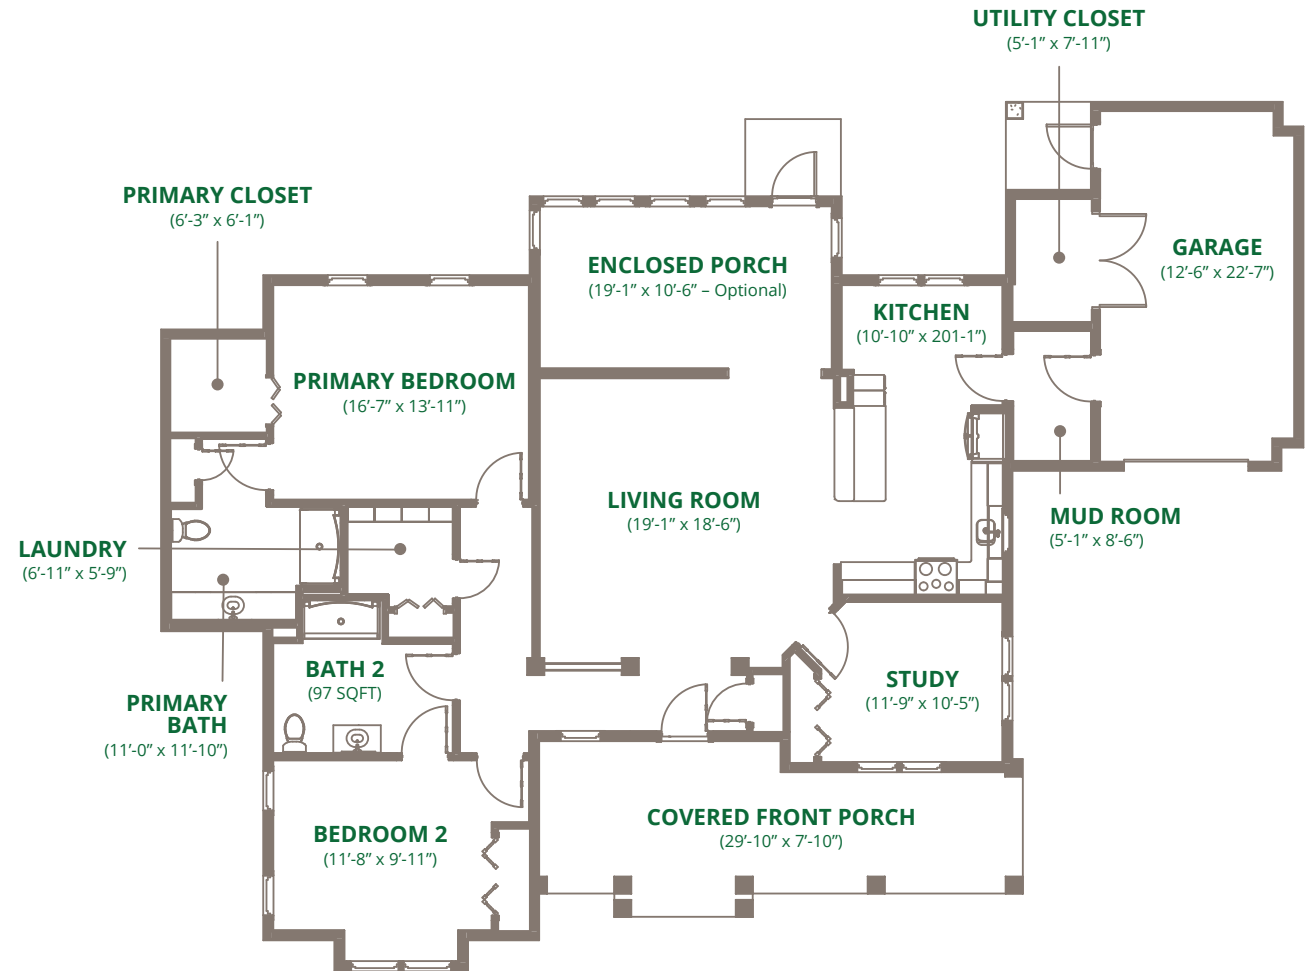 UTILITY CLOSET
(5’-1” x 7’-11”)
PRIMARY CLOSET
(6’-3” x 6’-1”)
ENCLOSED PORCH
(19’-1” x 10’-6” – Optional)
GARAGE
(12’-6” x 22’-7”)
KITCHEN
(10’-10” x 201-1”)
PRIMARY BEDROOM
(16’-7” x 13’-11”)
LIVING ROOM
(19’-1” x 18’-6”)
MUD ROOM
(5’-1” x 8’-6”)
LAUNDRY
(6’-11” x 5’-9”)
BATH 2
(97 SQFT)
STUDY
(11’-9” x 10’-5”)
PRIMARY
BATH
(11’-0” x 11’-10”)
COVERED FRONT PORCH
(29’-10” x 7’-10”)
BEDROOM 2
(11’-8” x 9’-11”)